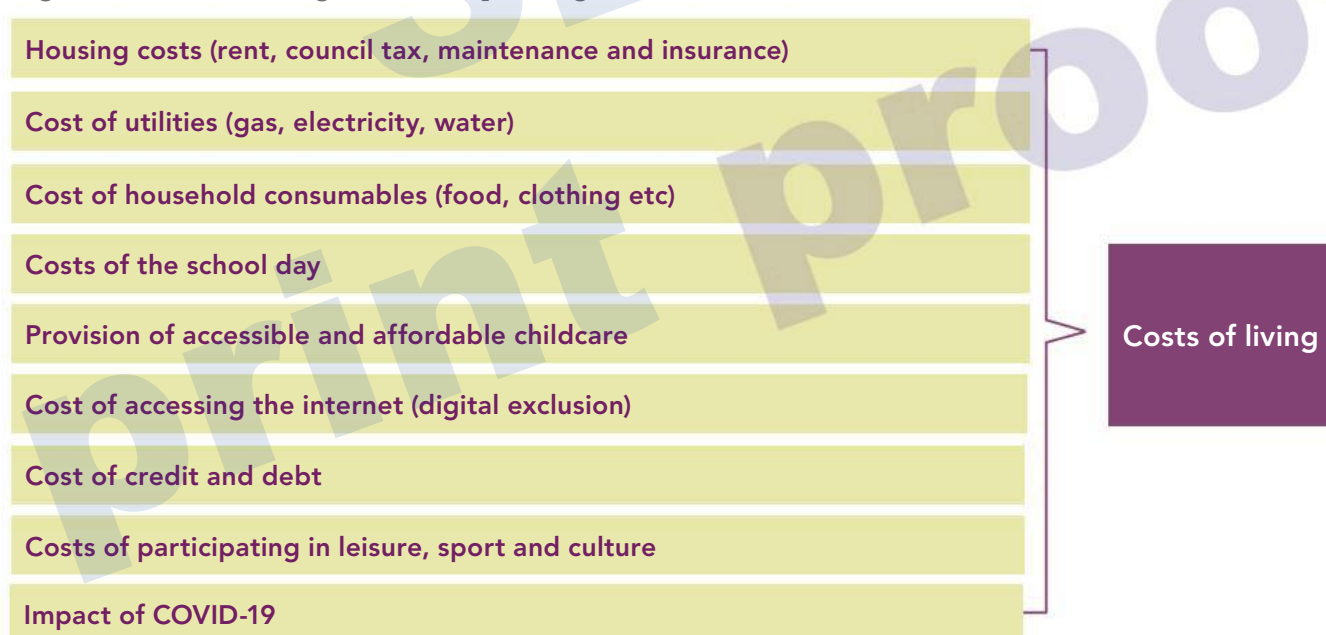 Housing costs (rent, council tax, maintenance and insurance)
Cost of utilities (gas, electricity, water)
Cost of household consumables (food, clothing etc)
Costs of the school day
Provision of accessible and affordable childcare
Cost of accessing the internet (digital exclusion)
Cost of credit and debt
Costs of participating in leisure, sport and culture
Impact of COVID-19
Costs of living
print proo